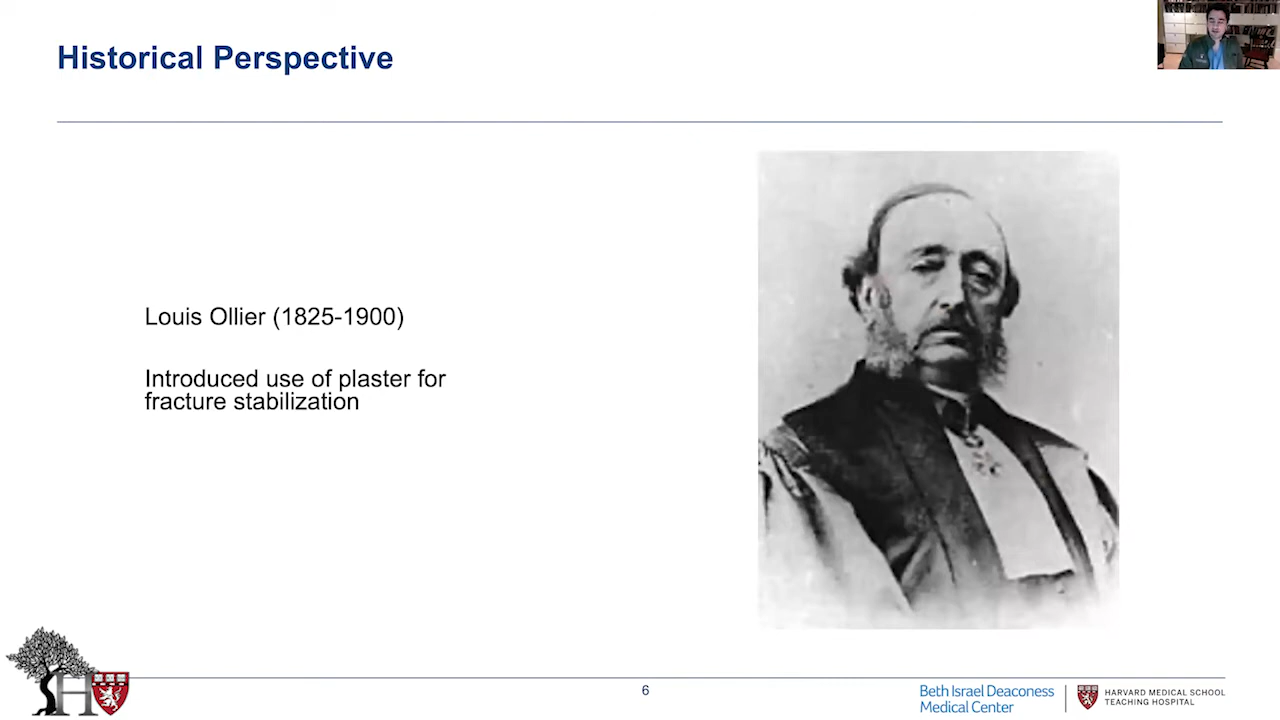 Historical Perspective
Louis Ollier (1825-1900)
Introduced use of plaster for
fracture stabilization
H
6
Beth Israel Deaconess
Medical Center
HARVARD MEDICAL SCHOOL
TEACHING HOSPITAL